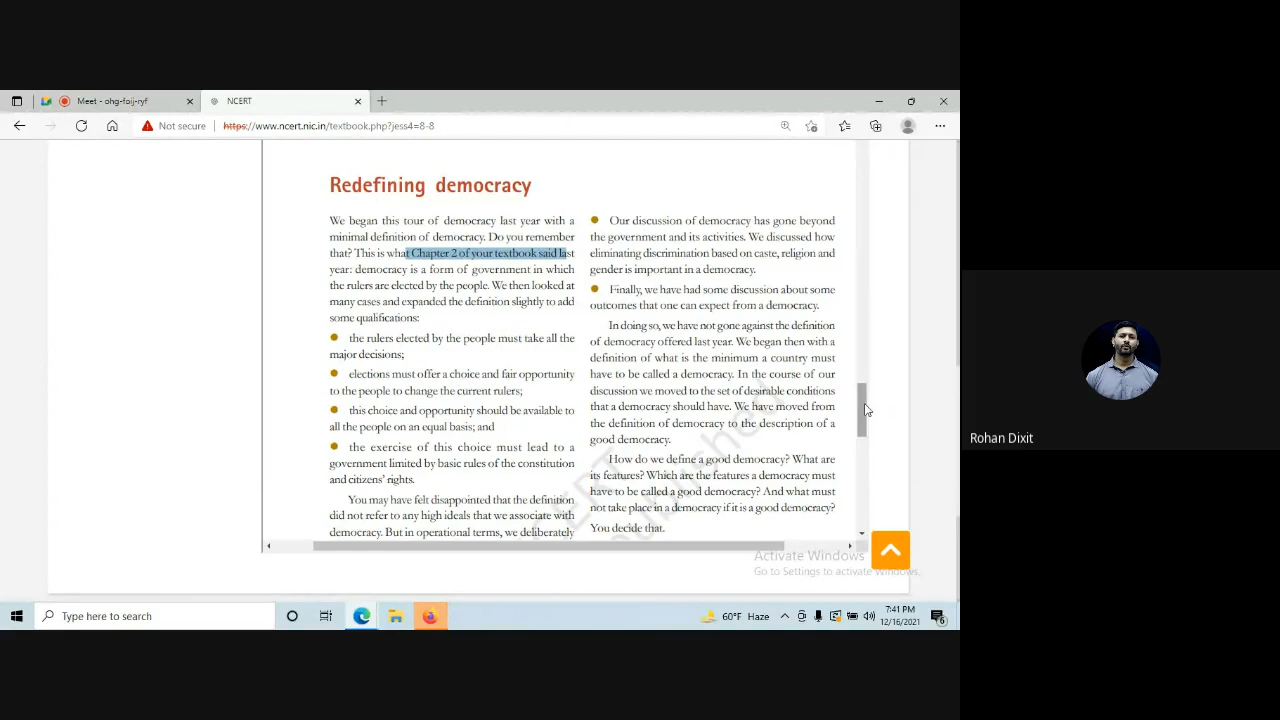 Meet - ohg-foij-ryf
NCERT
Not secure
https://www.ncert.nic.in/textbook.php?jess4=8-8
Redefining democracy
We began this tour of democracy last year with a
minimal definition of democracy. Do you remember
that? This is what Chapter 2 of your textbook said last
year: democracy is a form of government in which
the rulers are elected by the people. We then looked at
many cases and expanded the definition slightly to add
some qualifications:
● the rulers elected by the people must take all the
major decisions;
● elections must offer a choice and fair opportunity
to the people to change the current rulers;
● this choice and opportunity should be available to
all the people on an equal basis; and
● the exercise of this choice must lead to a
government limited by basic rules of the constitution
and citizens' rights.
You may have felt disappointed that the definition
did not refer to any high ideals that we associate with
democracy. But in operational terms, we deliberately
● Our discussion of democracy has gone beyond
the government and its activities. We discussed how
eliminating discrimination based on caste, religion and
gender is important in a democracy.
● Finally, we have had some discussion about some
outcomes that one can expect from a democracy.
In doing so, we have not gone against the definition
of democracy offered last year. We began then with a
definition of what is the minimum a country must
have to be called a democracy. In the course of our
discussion we moved to the set of desirable conditions
that a democracy should have. We have moved from
the definition of democracy to the description of a
good democracy.
How do we define a good democracy? What are
its features? Which are the features a democracy must
have to be called a good democracy? And what must
not take place in a democracy if it is a good democracy?
You decide that.
Rohan Dixit
Activate Windows
Go to Settings to activate Windows.
Type here to search
60°F Haze
7:41 PM
12/16/2021
6